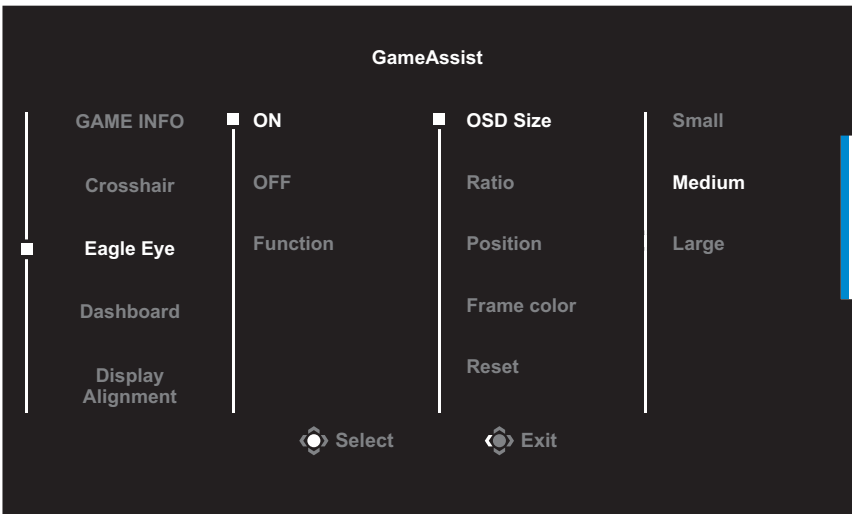 GameAssist
GAME INFO
Crosshair
Eagle Eye
Dashboard
Display
Alignment
ON
OFF
Function
OSD Size
Ratio
Position
Frame color
Reset
Small
Medium
Large
Select
Exit